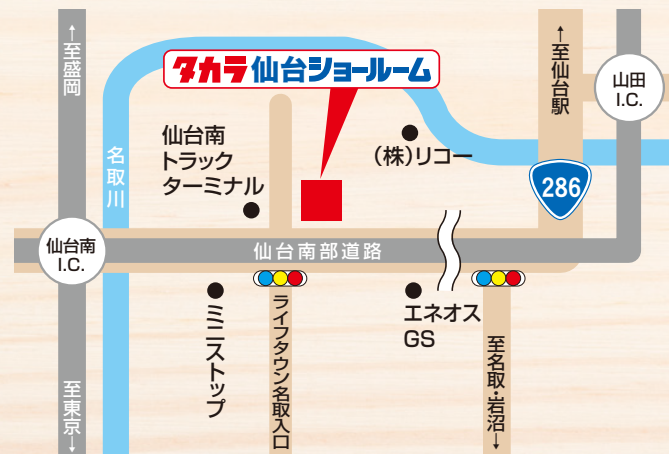 ↑至盛岡
タカラ仙台ショールーム
↑至仙台駅
山田
I.C.
名取川
仙台南
トラック
ターミナル
(株)リコー
286
仙台南
I.C.
仙台南部道路
ミニストップ
ライフタウン名取入口
エネオス
GS
至名取・岩沼↓
至東京↓